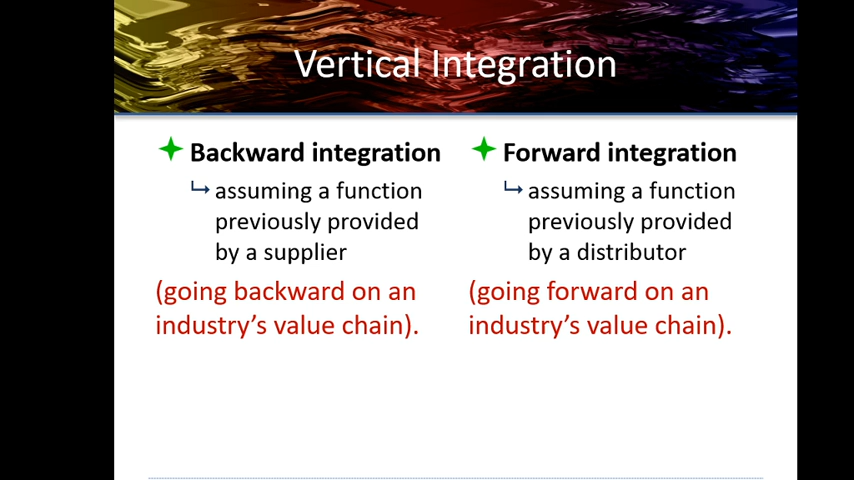 Vertical Integration
Backward integration
assuming a function
previously provided
by a supplier
(going backward on an
industry’s value chain).
Forward integration
assuming a function
previously provided
by a distributor
(going forward on an
industry’s value chain).